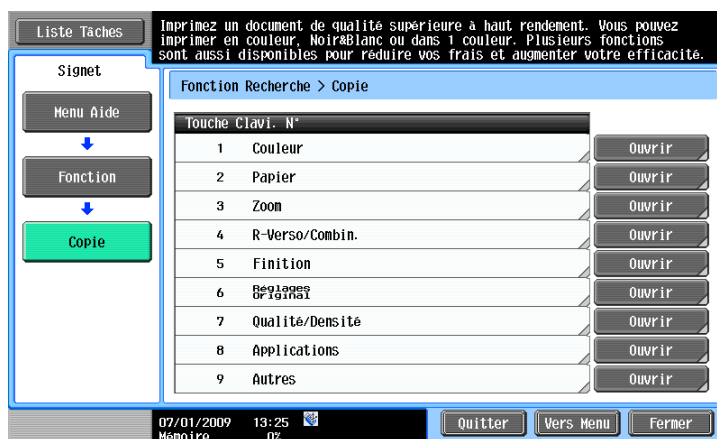 Liste Tâches
Imprimez un document de qualité supérieure à haut rendement. Vous pouvez
imprimer en couleur, Noir&Blanc ou dans 1 couleur. Plusieurs fonctions
sont aussi disponibles pour réduire vos frais et augmenter votre efficacité.
Signet
Fonction Recherche > Copie
Menu Aide
Touche Clavi. N°
1 Couleur Ouvrir
2 Papier Ouvrir
Fonction
3 Zoom Ouvrir
4 R-Verso/Combin. Ouvrir
Copie
5 Finition Ouvrir
6 Réglages
Original Ouvrir
7 Qualité/Densité Ouvrir
8 Applications Ouvrir
9 Autres Ouvrir
07/01/2009 13:25
Mémoire 0%
Quitter Vers Menu Fermer